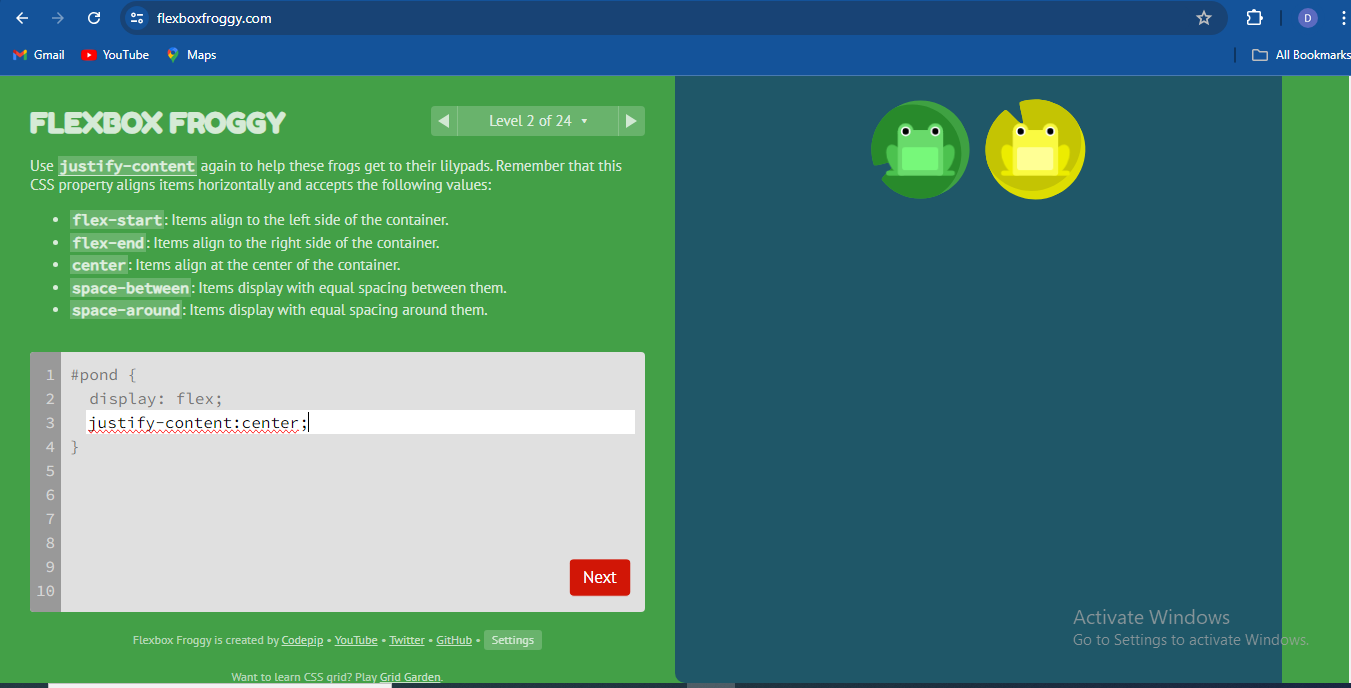 flexboxfroggy.com
D
Gmail YouTube Maps All Bookmarks
FLEXBOX FROGGY
Level 2 of 24
Use justify-content again to help these frogs get to their lilypads. Remember that this
CSS property aligns items horizontally and accepts the following values:
flex-start: Items align to the left side of the container.
flex-end: Items align to the right side of the container.
center: Items align at the center of the container.
space-between: Items display with equal spacing between them.
space-around: Items display with equal spacing around them.
1 #pond {
2 display: flex;
3 justify-content:center;
4 }
5
6
7
8
9
10
Next
Flexbox Froggy is created by Codepip • YouTube • Twitter • GitHub • Settings
Want to learn CSS grid? Play Grid Garden.
Activate Windows
Go to Settings to activate Windows.